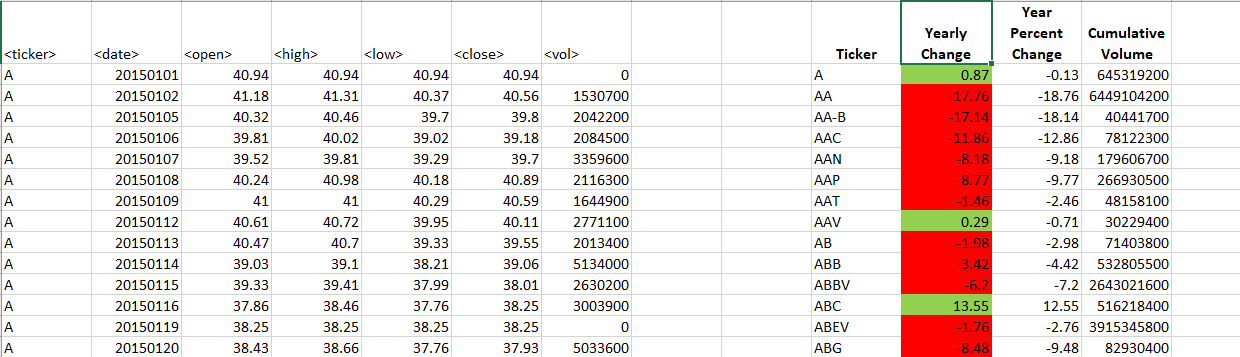 Year
Yearly Percent Cumulative
<ticker> <date> <open> <high> <low> <close> <vol> Ticker Change Change Volume
A 20150101 40.94 40.94 40.94 40.94 0 A 0.87 -0.13 645319200
A 20150102 41.18 41.31 40.37 40.56 1530700 AA -17.76 -18.76 6449104200
A 20150105 40.32 40.46 39.7 39.8 2042200 AA-B -17.14 -18.14 40441700
A 20150106 39.81 40.02 39.02 39.18 2084500 AAC -11.86 -12.86 78122300
A 20150107 39.52 39.81 39.29 39.7 3359600 AAN -8.18 -9.18 179606700
A 20150108 40.24 40.98 40.18 40.89 2116300 AAP -8.77 -9.77 266930500
A 20150109 41 41 40.29 40.59 1644900 AAT -1.46 -2.46 48158100
A 20150112 40.61 40.72 39.95 40.11 2771100 AAV 0.29 -0.71 30229400
A 20150113 40.47 40.7 39.33 39.55 2013400 AB -1.98 -2.98 71403800
A 20150114 39.03 39.1 38.21 39.06 5134000 ABB -3.42 -4.42 532805500
A 20150115 39.33 39.41 37.99 38.01 2630200 ABBV -6.2 -7.2 2643021600
A 20150116 37.86 38.46 37.76 38.25 3003900 ABC 13.55 12.55 516218400
A 20150119 38.25 38.25 38.25 38.25 0 ABEV -1.76 -2.76 3915345800
A 20150120 38.43 38.66 37.76 37.93 5033600 ABG -8.48 -9.48 82930400